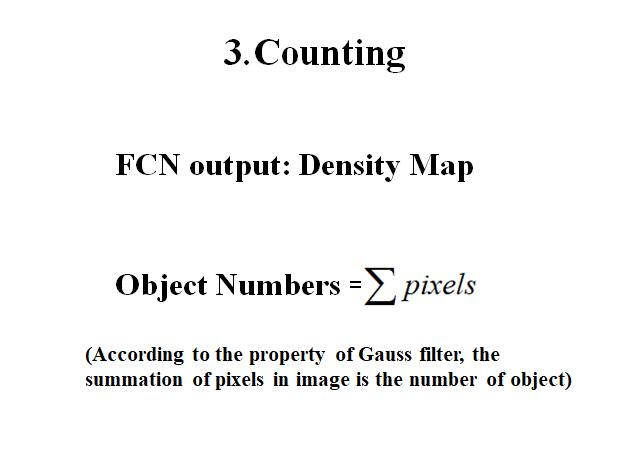 3.Counting
FCN output: Density Map
Object Numbers =∑ pixels
(According to the property of Gauss filter, the
summation of pixels in image is the number of object)